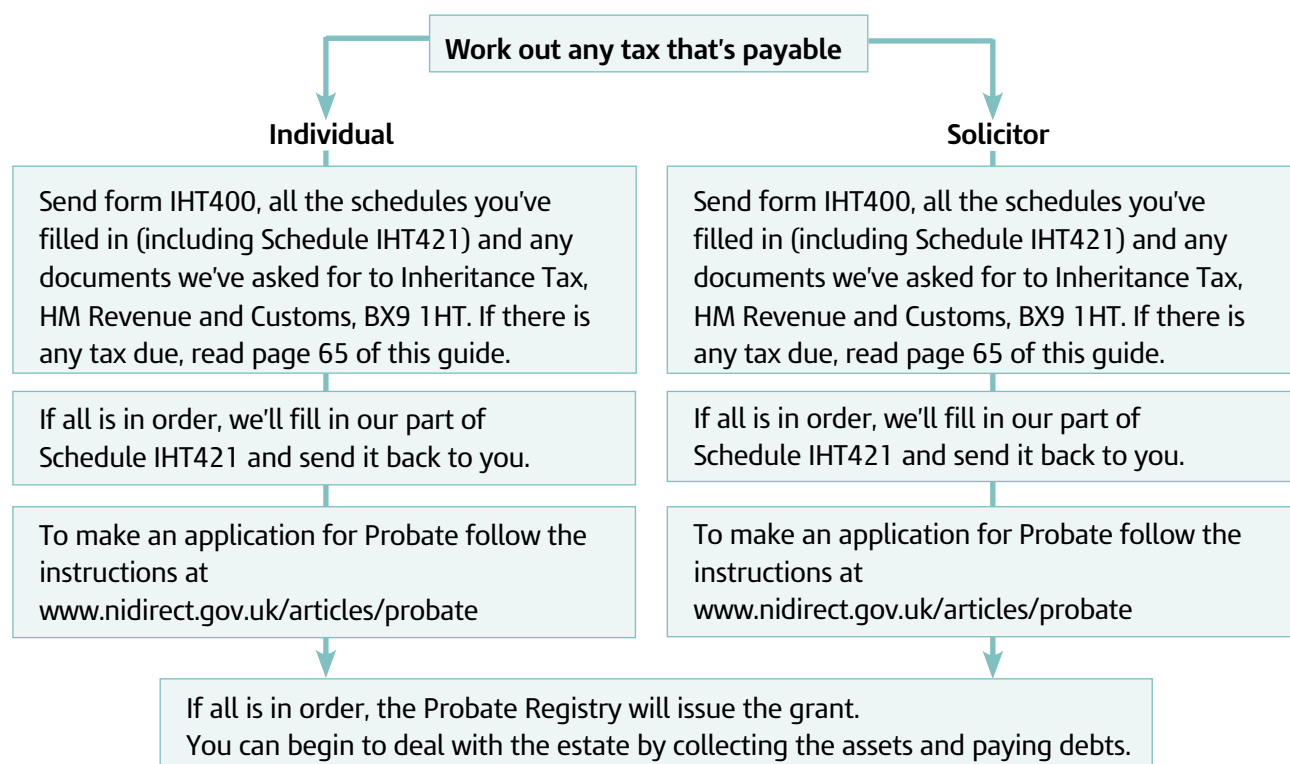 Work out any tax that's payable
Individual
Send form IHT400, all the schedules you've
filled in (including Schedule IHT421) and any
documents we've asked for to Inheritance Tax,
HM Revenue and Customs, BX9 1HT. If there is
any tax due, read page 65 of this guide.
If all is in order, we'll fill in our part of
Schedule IHT421 and send it back to you.
To make an application for Probate follow the
instructions at
www.nidirect.gov.uk/articles/probate
Solicitor
Send form IHT400, all the schedules you've
filled in (including Schedule IHT421) and any
documents we've asked for to Inheritance Tax,
HM Revenue and Customs, BX9 1HT. If there is
any tax due, read page 65 of this guide.
If all is in order, we'll fill in our part of
Schedule IHT421 and send it back to you.
To make an application for Probate follow the
instructions at
www.nidirect.gov.uk/articles/probate
If all is in order, the Probate Registry will issue the grant.
You can begin to deal with the estate by collecting the assets and paying debts.